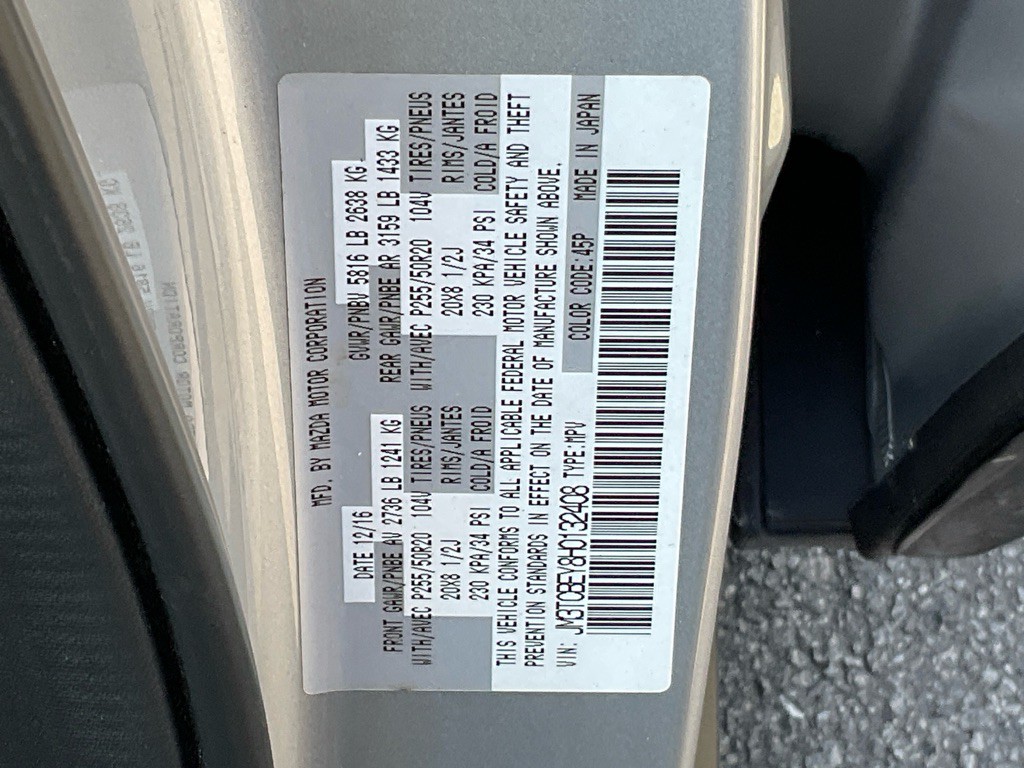 MFD. BY MAZDA MOTOR CORPORATION
DATE 12/16 GVWR/PNBV 5816 LB 2638 KG
FRONT GAWR/PNBE AV 2736 LB 1241 KG REAR GAWR/PNBE AR 3159 LB 1433 KG
WITH/AVEC P255/50R20 104V TIRES/PNEUS WITH/AVEC P255/50R20 104V TIRES/PNEUS
20X8 1/2J RIMS/JANTES 20X8 1/2J RIMS/JANTES
230 KPA/34 PSI COLD/A FROID 230 KPA/34 PSI COLD/A FROID
THIS VEHICLE CONFORMS TO ALL APPLICABLE FEDERAL MOTOR VEHICLE SAFETY AND THEFT
PREVENTION STANDARDS IN EFFECT ON THE DATE OF MANUFACTURE SHOWN ABOVE.
VIN: JM3TCBEY8H0132408 TYPE:MPV COLOR CODE:45P MADE IN JAPAN